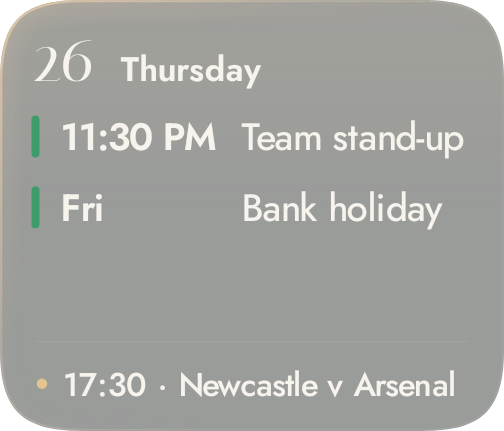 26 Thursday
11:30 PM Team stand-up
Fri Bank holiday
17:30 · Newcastle v Arsenal